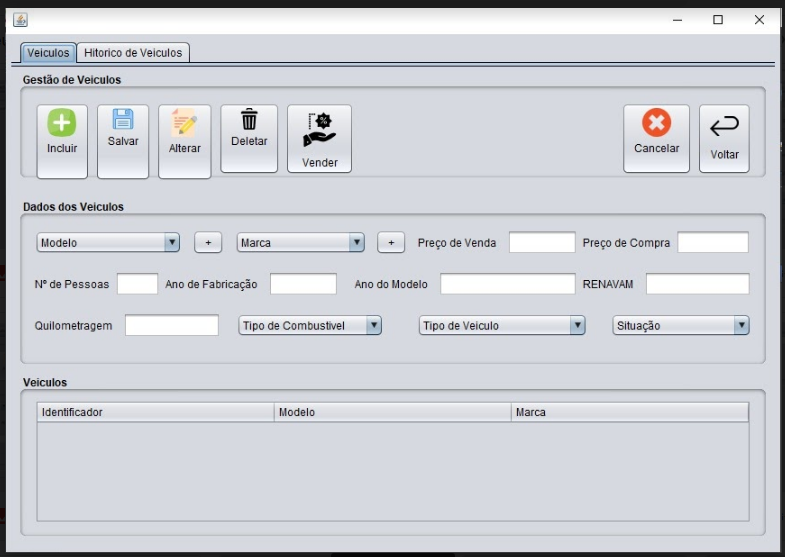 Veiculos Hitorico de Veiculos
Gestão de Veiculos
Incluir Salvar Alterar Deletar Vender Cancelar Voltar
Dados dos Veiculos
Modelo + Marca + Preço de Venda Preço de Compra
Nº de Pessoas Ano de Fabricação Ano do Modelo RENAVAM
Quilometragem Tipo de Combustivel Tipo de Veiculo Situação
Veiculos
Identificador Modelo Marca